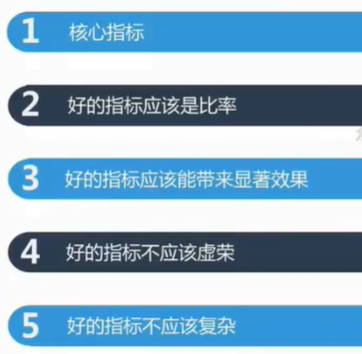 1 核心指标
2 好的指标应该是比率
3 好的指标应该能带来显著效果
4 好的指标不应该虚荣
5 好的指标不应该复杂